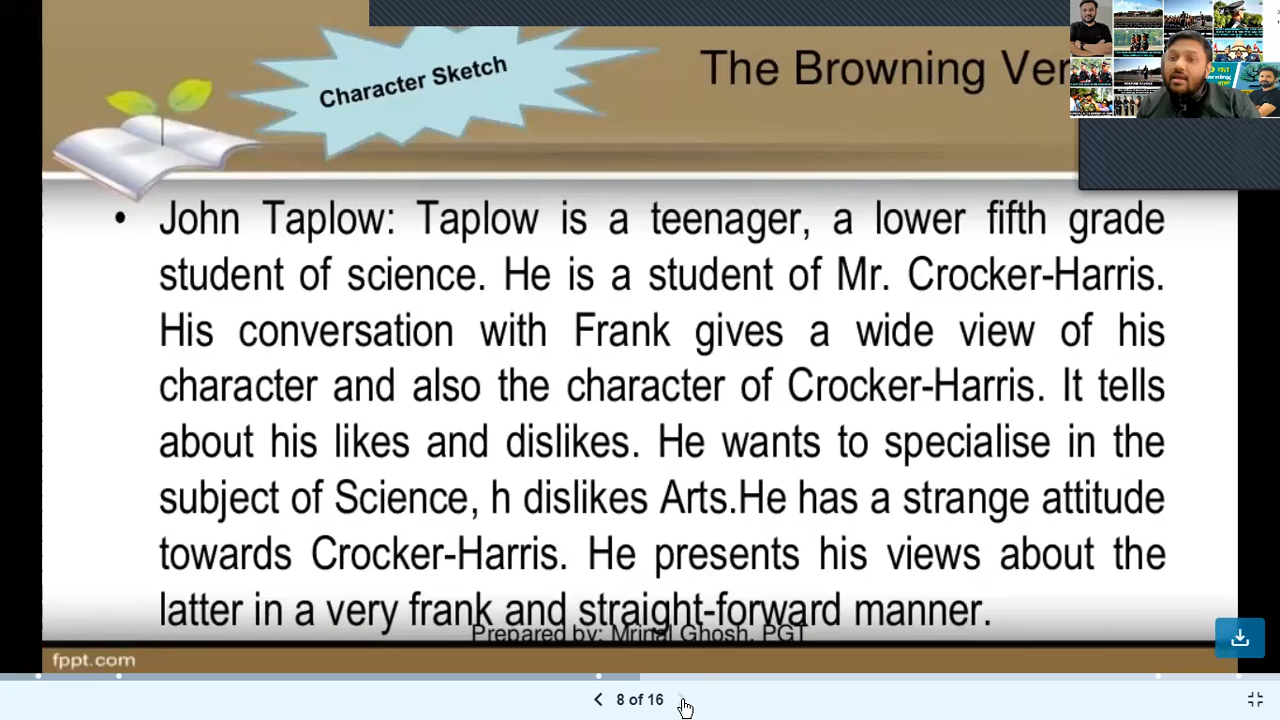 Character Sketch
The Browning Ver
• John Taplow: Taplow is a teenager, a lower fifth grade
student of science. He is a student of Mr. Crocker-Harris.
His conversation with Frank gives a wide view of his
character and also the character of Crocker-Harris. It tells
about his likes and dislikes. He wants to specialise in the
subject of Science, h dislikes Arts.He has a strange attitude
towards Crocker-Harris. He presents his views about the
latter in a very frank and straight-forward manner.
Prepared by: Mrinal Ghosh, PGT
fppt.com
8 of 16